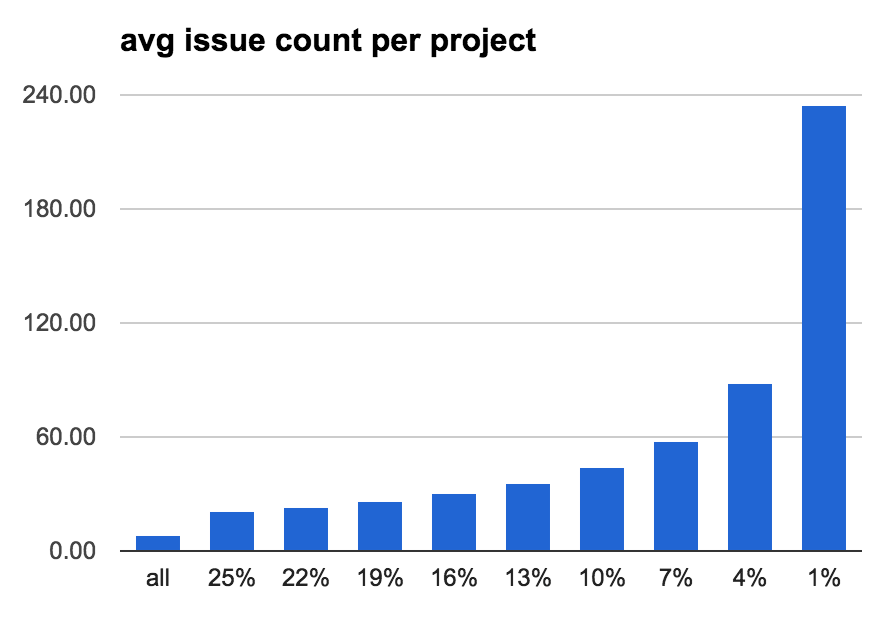 avg issue count per project
240.00
180.00
120.00
60.00
0.00
all 25% 22% 19% 16% 13% 10% 7% 4% 1%